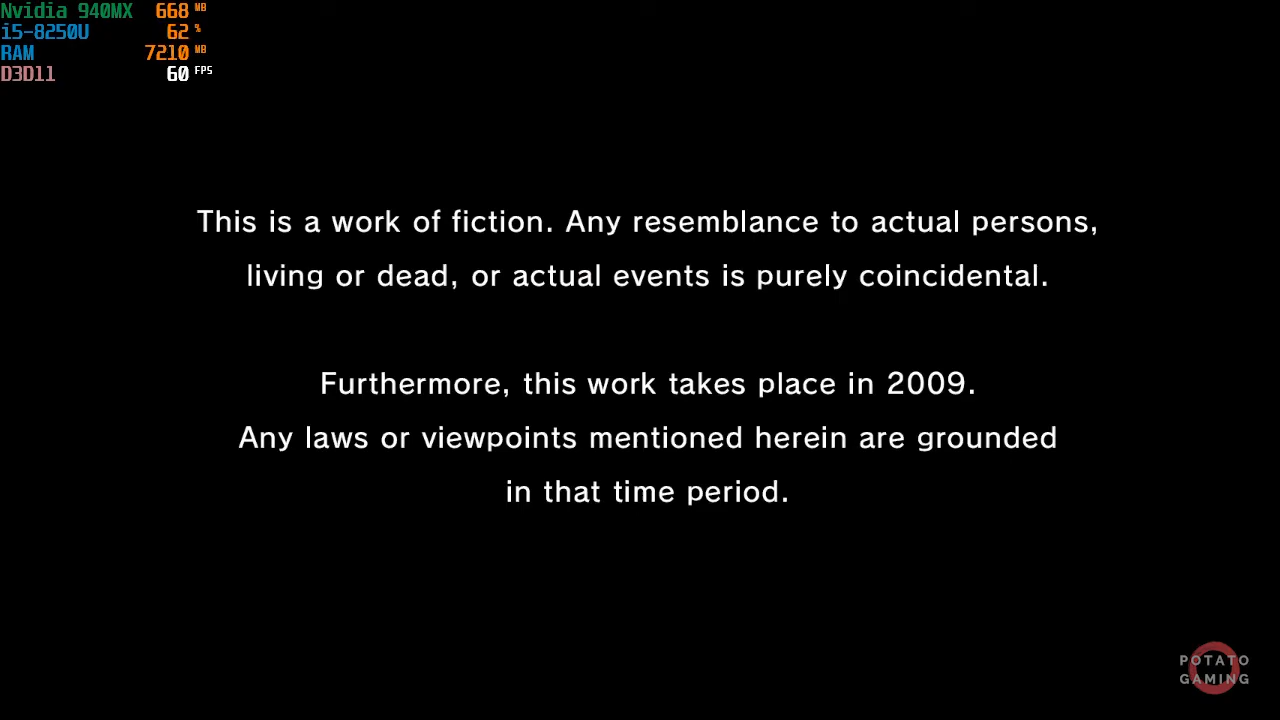 Nvidia 940MX 668 MB
i5-8250U 62 %
RAM 7210 MB
D3D11 60 FPS
This is a work of fiction. Any resemblance to actual persons,
living or dead, or actual events is purely coincidental.
Furthermore, this work takes place in 2009.
Any laws or viewpoints mentioned herein are grounded
in that time period.
POTATO
GAMING